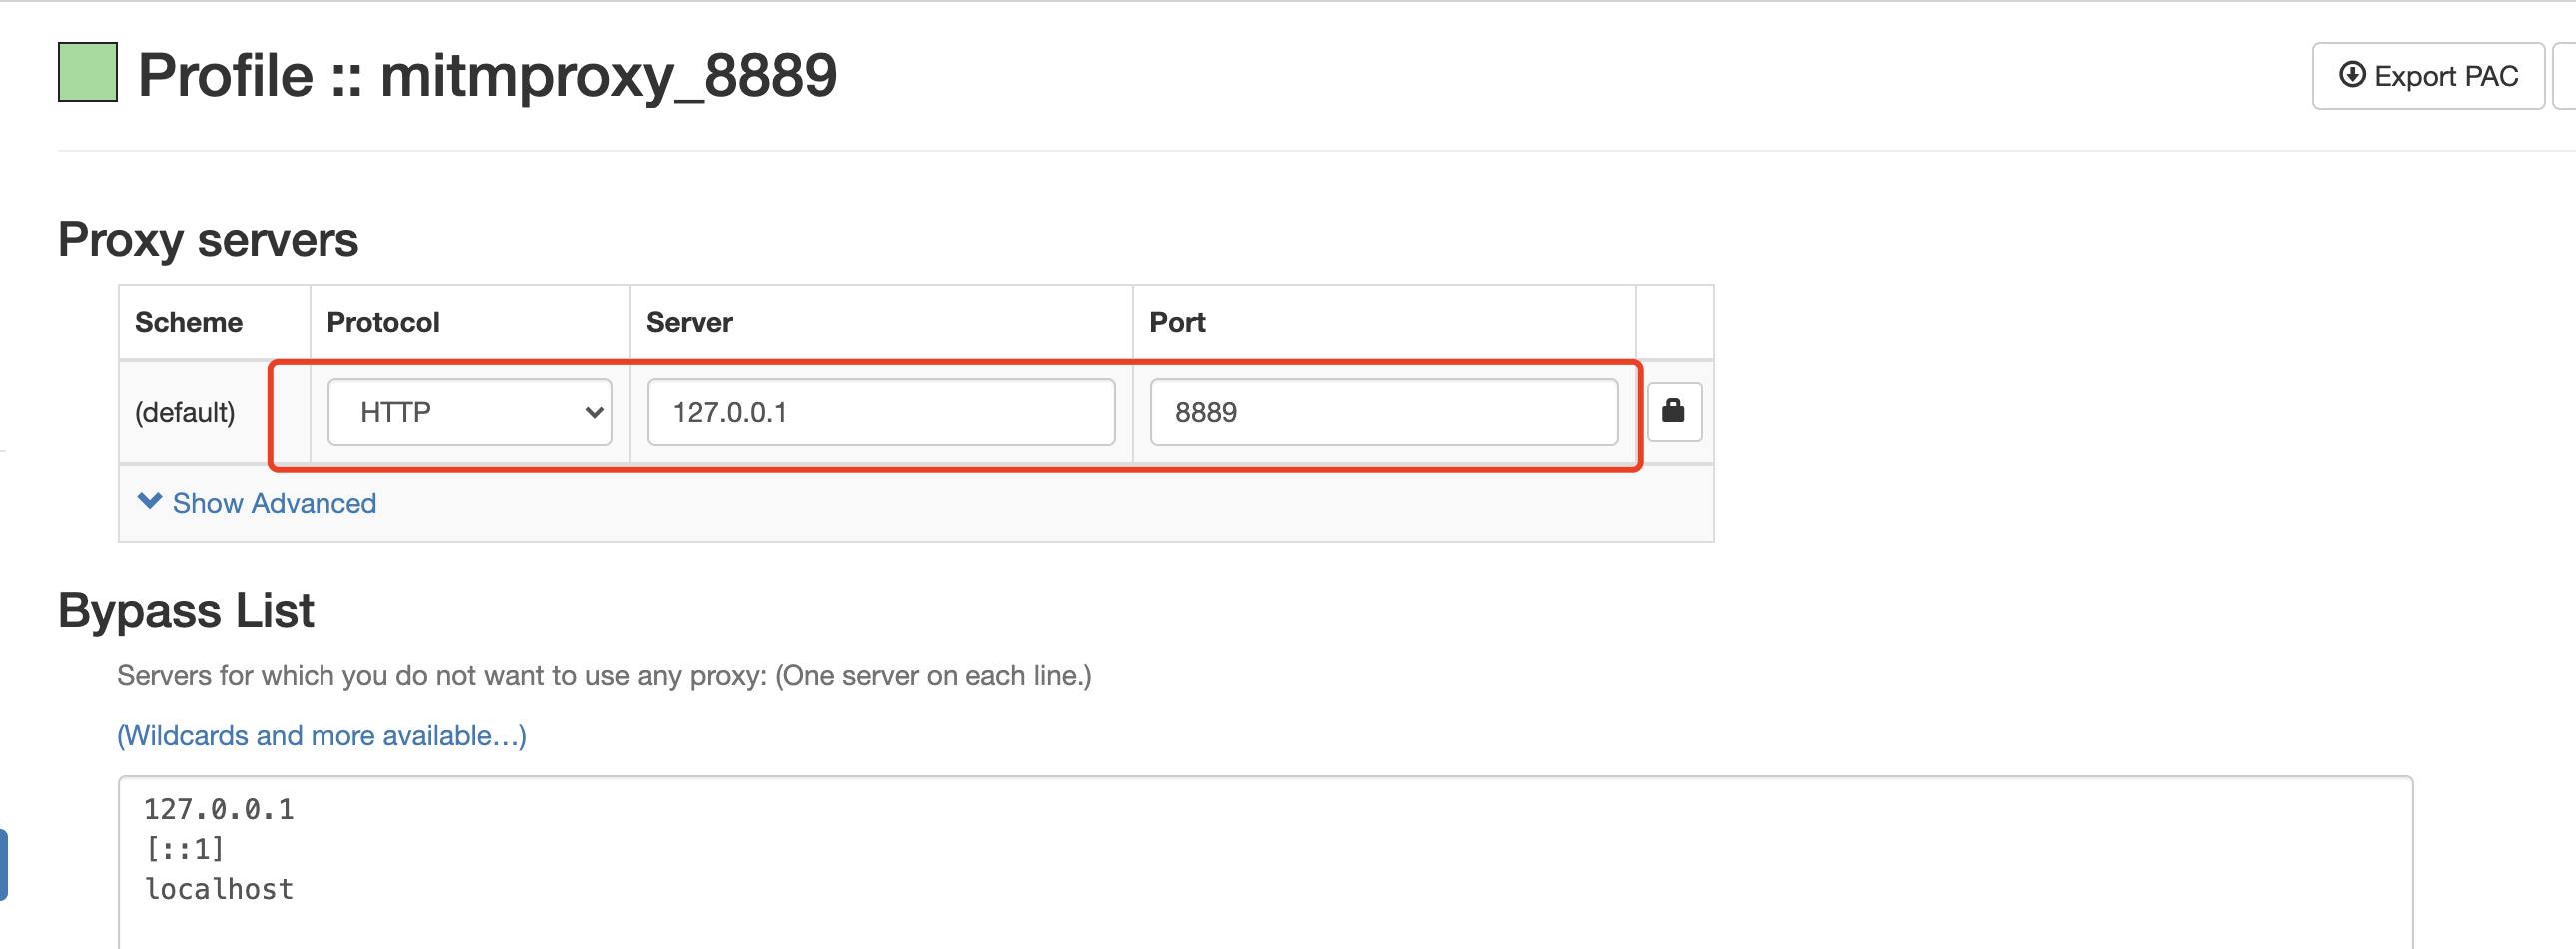 Profile :: mitmproxy_8889
Export PAC
Proxy servers
Scheme Protocol Server Port
(default) HTTP 127.0.0.1 8889
Show Advanced
Bypass List
Servers for which you do not want to use any proxy: (One server on each line.)
(Wildcards and more available…)
127.0.0.1
[::1]
localhost